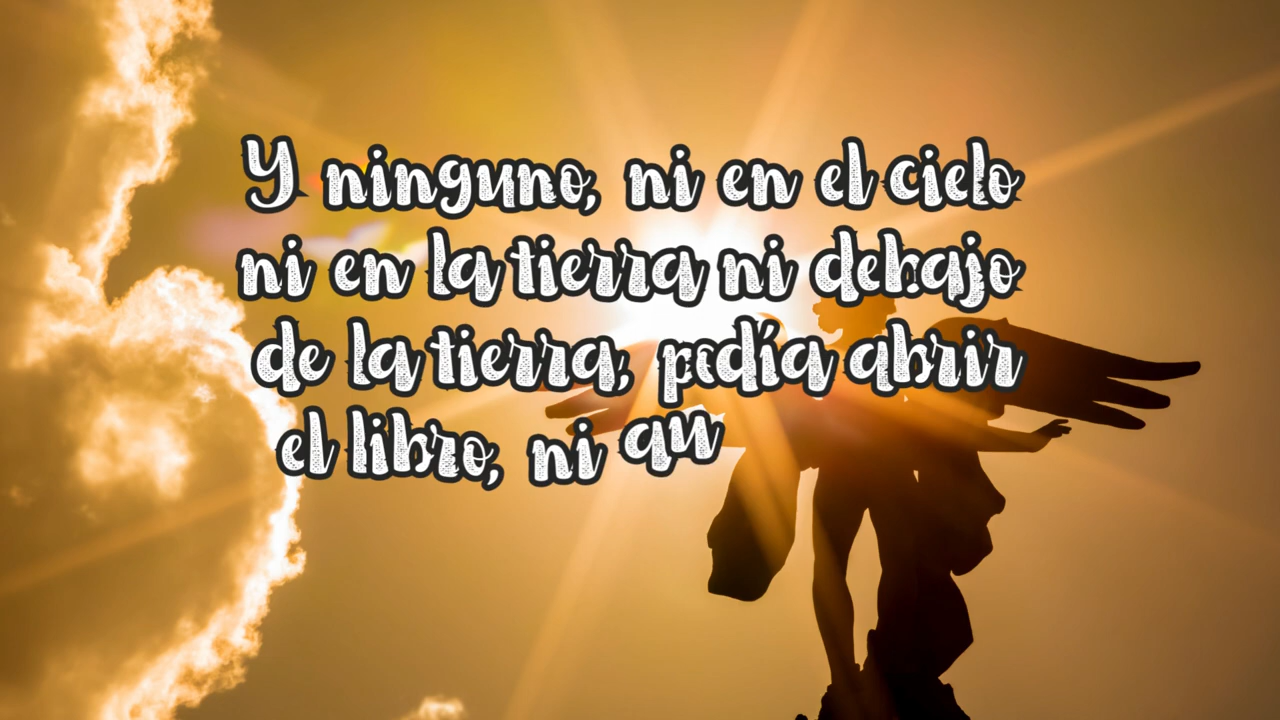 Y ninguno, ni en el cielo
ni en la tierra ni debajo
de la tierra, podía abrir
el libro, ni